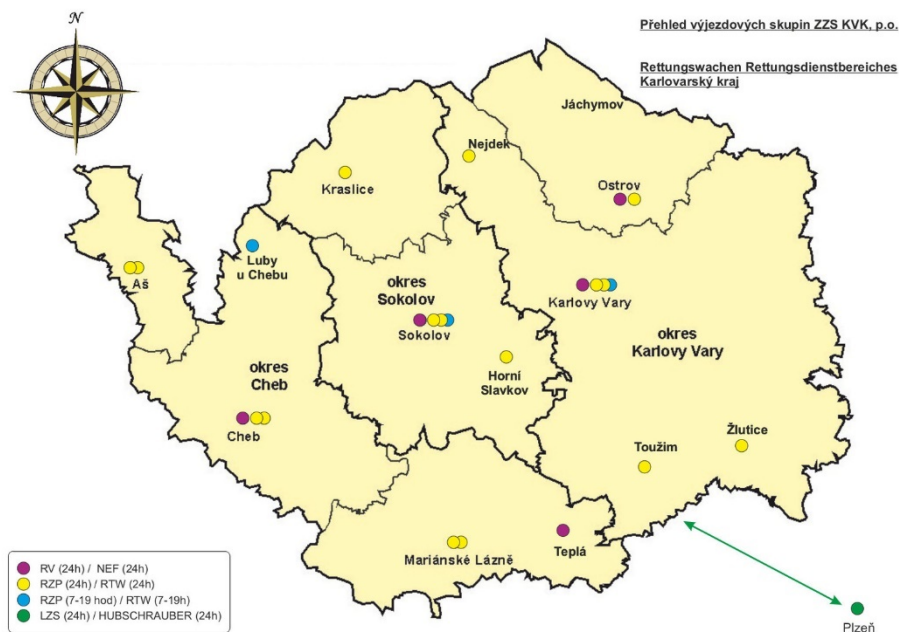 N
Přehled výjezdových skupin ZZS KVK, p.o.
Rettungswachen Rettungsdienstbereiches
Karlovarský kraj
Jáchymov
Nejdek
Kraslice
Ostrov
Luby
u Chebu
Aš
okres
Sokolov
Sokolov
Karlovy Vary
okres
Karlovy Vary
okres
Cheb
Horní
Slavkov
Cheb
Žlutice
Toužim
Mariánské Lázně
Teplá
RV (24h) / NEF (24h)
RZP (24h) / RTW (24h)
RZP (7-19 hod) / RTW (7-19h)
LZS (24h) / HUBSCHRAUBER (24h)
Plzeň